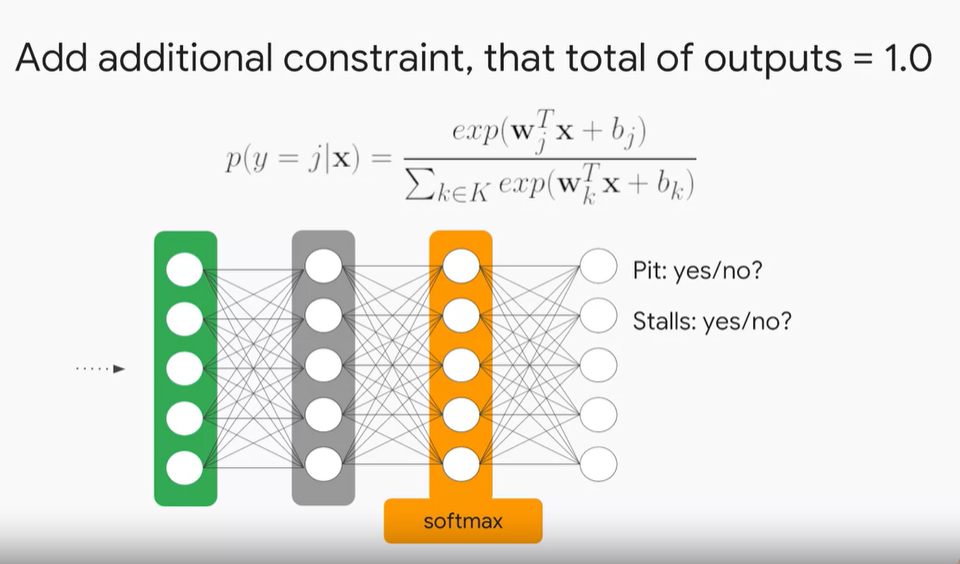 Add additional constraint, that total of outputs = 1.0
p(y = j|x) = exp(w_j^T x + b_j) / ∑_{k∈K} exp(w_k^T x + b_k)
Pit: yes/no?
Stalls: yes/no?
softmax